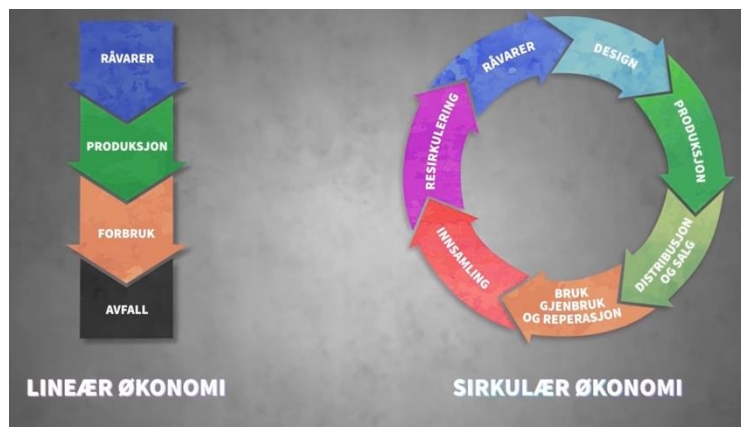 RÅVARER
PRODUKSJON
FORBRUK
AVFALL
LINEÆR ØKONOMI
RÅVARER
DESIGN
PRODUKSJON
DISTRIBUSJON
OG SALG
BRUK
GJENBRUK
OG REPERASJON
INNSAMLING
RESIRKULERING
SIRKULÆR ØKONOMI